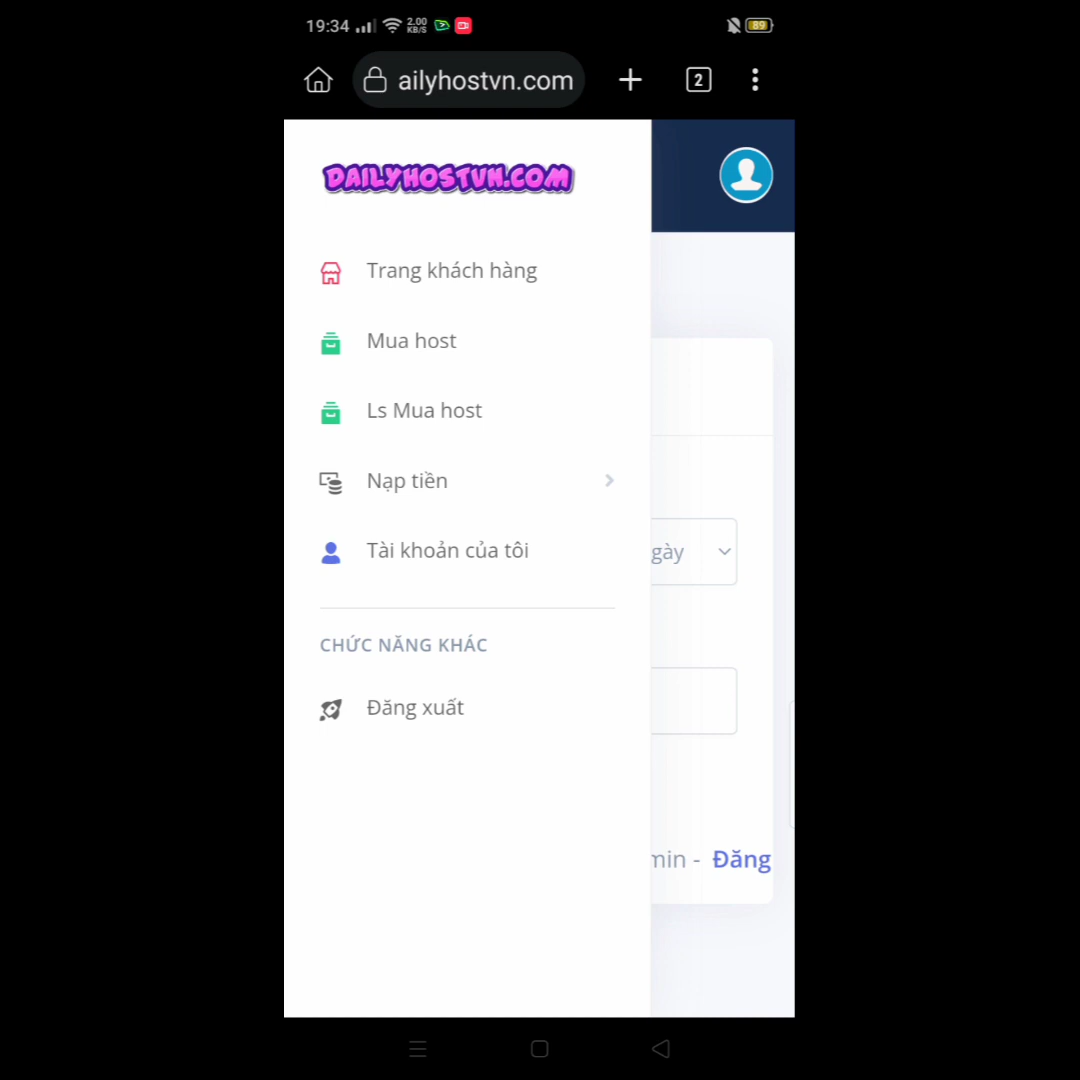 19:34 2.00 KB/S 89
ailyhostvn.com 2
DAILYHOSTVN.COM
Trang khách hàng
Mua host
Ls Mua host
Nạp tiền
Tài khoản của tôi
gày
CHỨC NĂNG KHÁC
Đăng xuất
min - Đăng